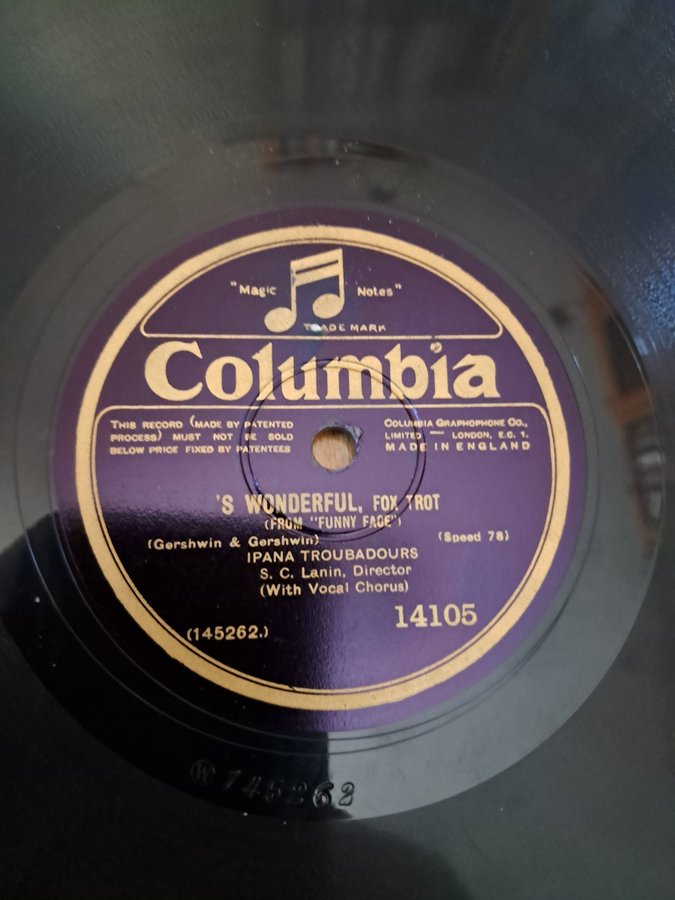 "Magic Notes"
TRADE MARK
Columbia
THIS RECORD (MADE BY PATENTED
PROCESS) MUST NOT BE SOLD
BELOW PRICE FIXED BY PATENTEES
COLUMBIA GRAPHOPHONE CO.,
LIMITED — LONDON, E.C. 1.
MADE IN ENGLAND
'S WONDERFUL, FOX TROT
(FROM "FUNNY FACE")
(Gershwin & Gershwin) (Speed 78)
IPANA TROUBADOURS
S. C. Lanin, Director
(With Vocal Chorus)
14105
(145262.)
W 145262